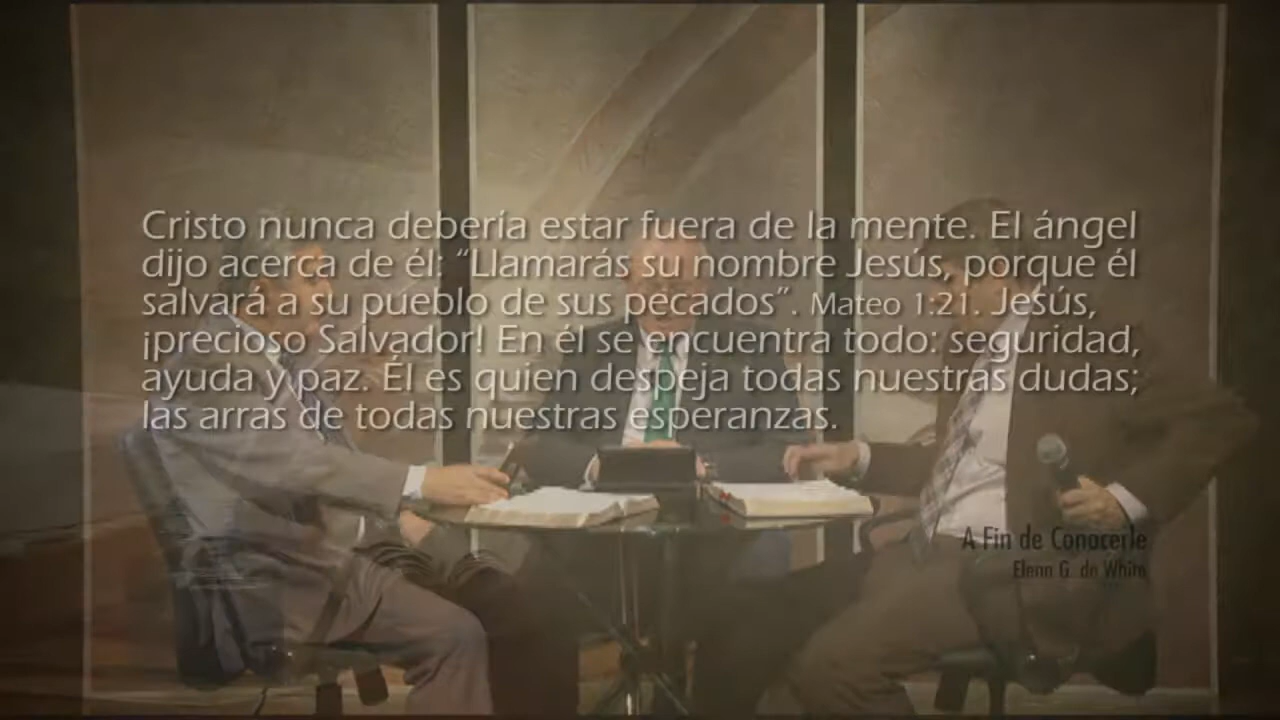 Cristo nunca debería estar fuera de la mente. El ángel
dijo acerca de él: “Llamarás su nombre Jesús, porque él
salvará a su pueblo de sus pecados”. Mateo 1:21. Jesús,
¡precioso Salvador! En él se encuentra todo: seguridad,
ayuda y paz. Él es quien despeja todas nuestras dudas;
las arras de todas nuestras esperanzas.
A Fin de Conocerle
Elena G. de White